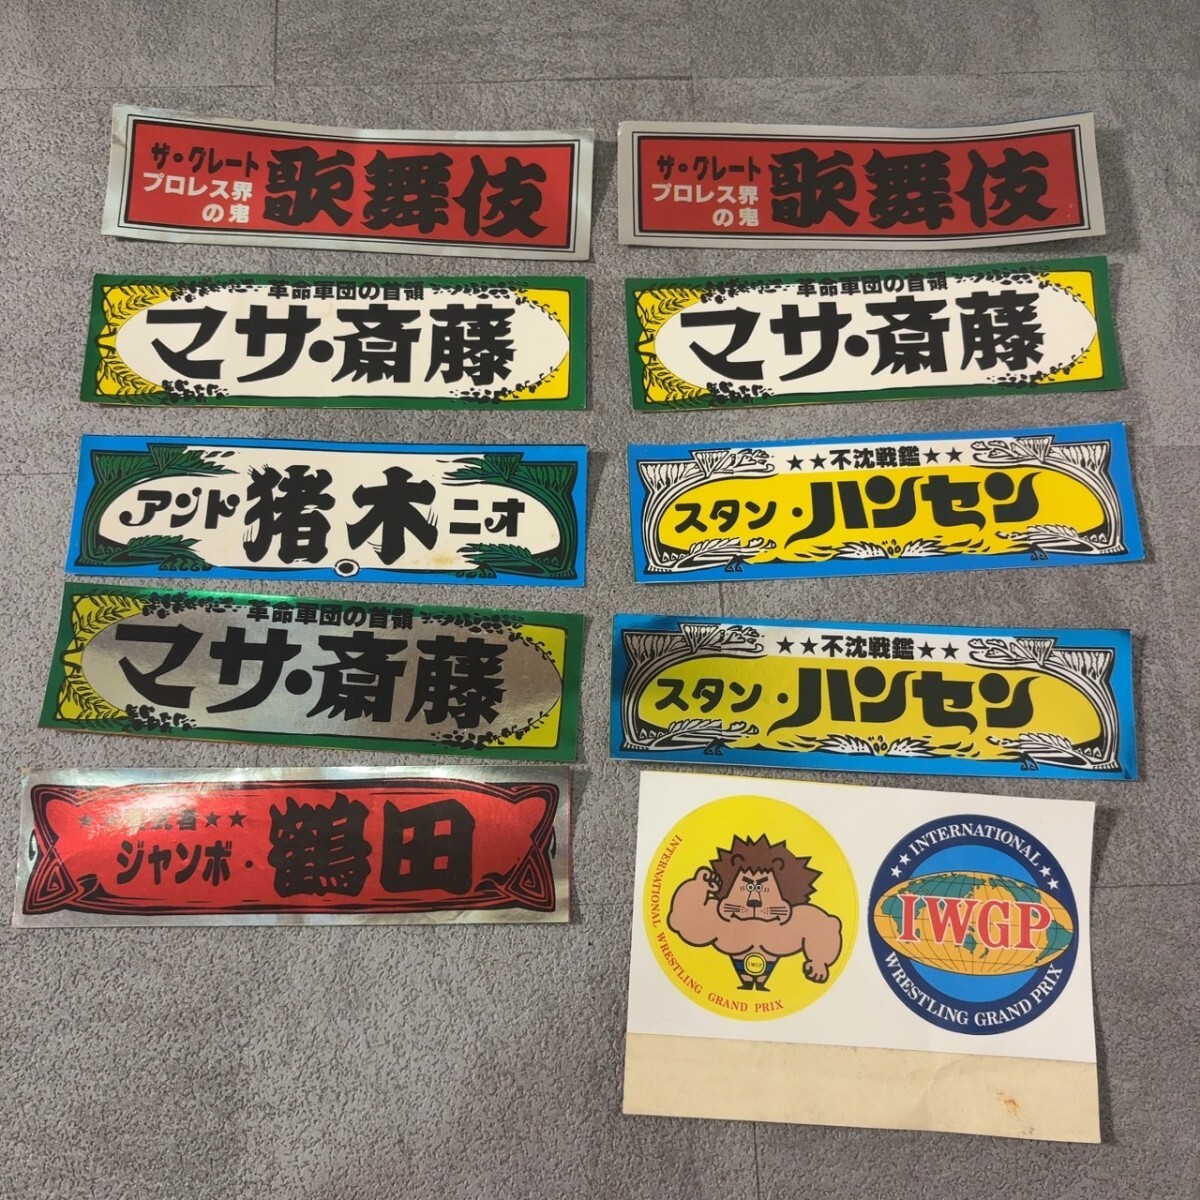 ザ・グレート
プロレス界
の鬼
歌舞伎
ザ・グレート
プロレス界
の鬼
歌舞伎
革命軍団の首領
マサ・斎藤
革命軍団の首領
マサ・斎藤
アント 猪木 ニオ
★★不沈戦鑑★★
スタン・ハンセン
革命軍団の首領
マサ・斎藤
★★不沈戦鑑★★
スタン・ハンセン
者★★
ジャンボ・鶴田
INTERNATIONAL WRESTLING GRAND PRIX
IWGP
★★INTERNATIONAL★★
IWGP
WRESTLING GRAND PRIX